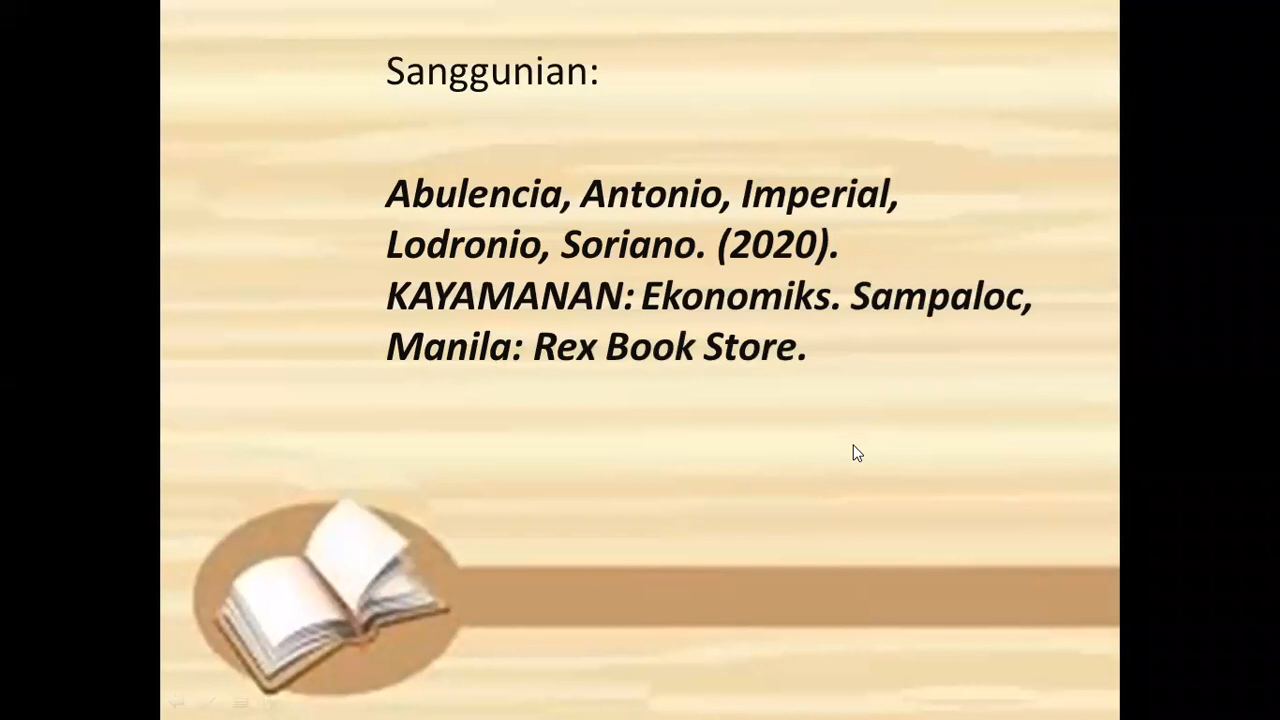 Sanggunian:
Abulencia, Antonio, Imperial,
Lodronio, Soriano. (2020).
KAYAMANAN: Ekonomiks. Sampaloc,
Manila: Rex Book Store.